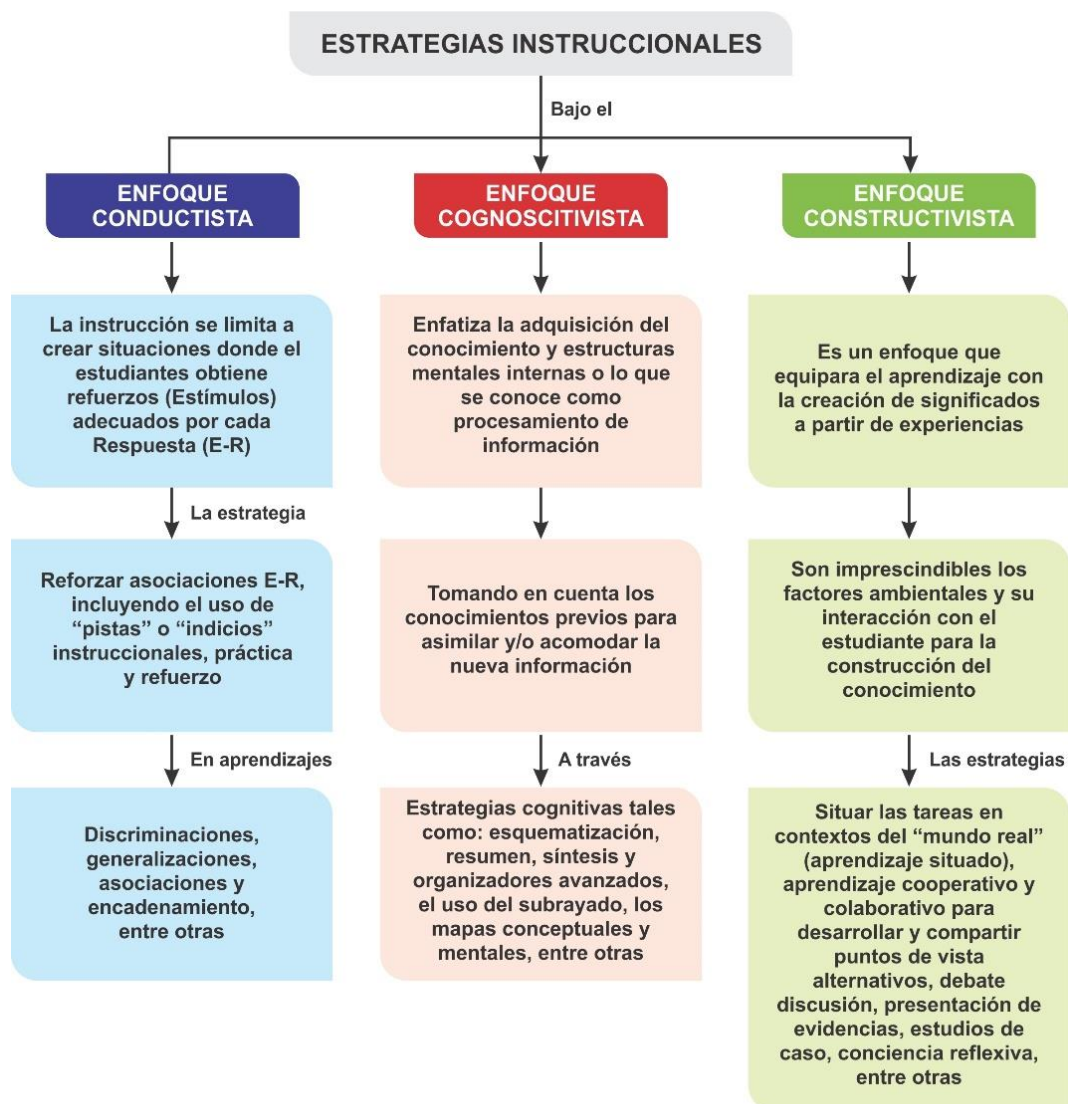 ESTRATEGIAS INSTRUCCIONALES
Bajo el
ENFOQUE
CONDUCTISTA
La instrucción se limita a
crear situaciones donde el
estudiantes obtiene
refuerzos (Estímulos)
adecuados por cada
Respuesta (E-R)
La estrategia
Reforzar asociaciones E-R,
incluyendo el uso de
“pistas” o “indicios”
instruccionales, práctica
y refuerzo
En aprendizajes
Discriminaciones,
generalizaciones,
asociaciones y
encadenamiento,
entre otras
ENFOQUE
COGNOSCITIVISTA
Enfatiza la adquisición del
conocimiento y estructuras
mentales internas o lo que
se conoce como
procesamiento de
información
Tomando en cuenta los
conocimientos previos para
asimilar y/o acomodar la
nueva información
A través
Estrategias cognitivas tales
como: esquematización,
resumen, síntesis y
organizadores avanzados,
el uso del subrayado, los
mapas conceptuales y
mentales, entre otras
ENFOQUE
CONSTRUCTIVISTA
Es un enfoque que
equipara el aprendizaje con
la creación de significados
a partir de experiencias
Son imprescindibles los
factores ambientales y su
interacción con el
estudiante para la
construcción del
conocimiento
Las estrategias
Situar las tareas en
contextos del “mundo real”
(aprendizaje situado),
aprendizaje cooperativo y
colaborativo para
desarrollar y compartir
puntos de vista
alternativos, debate
discusión, presentación de
evidencias, estudios de
caso, conciencia reflexiva,
entre otras